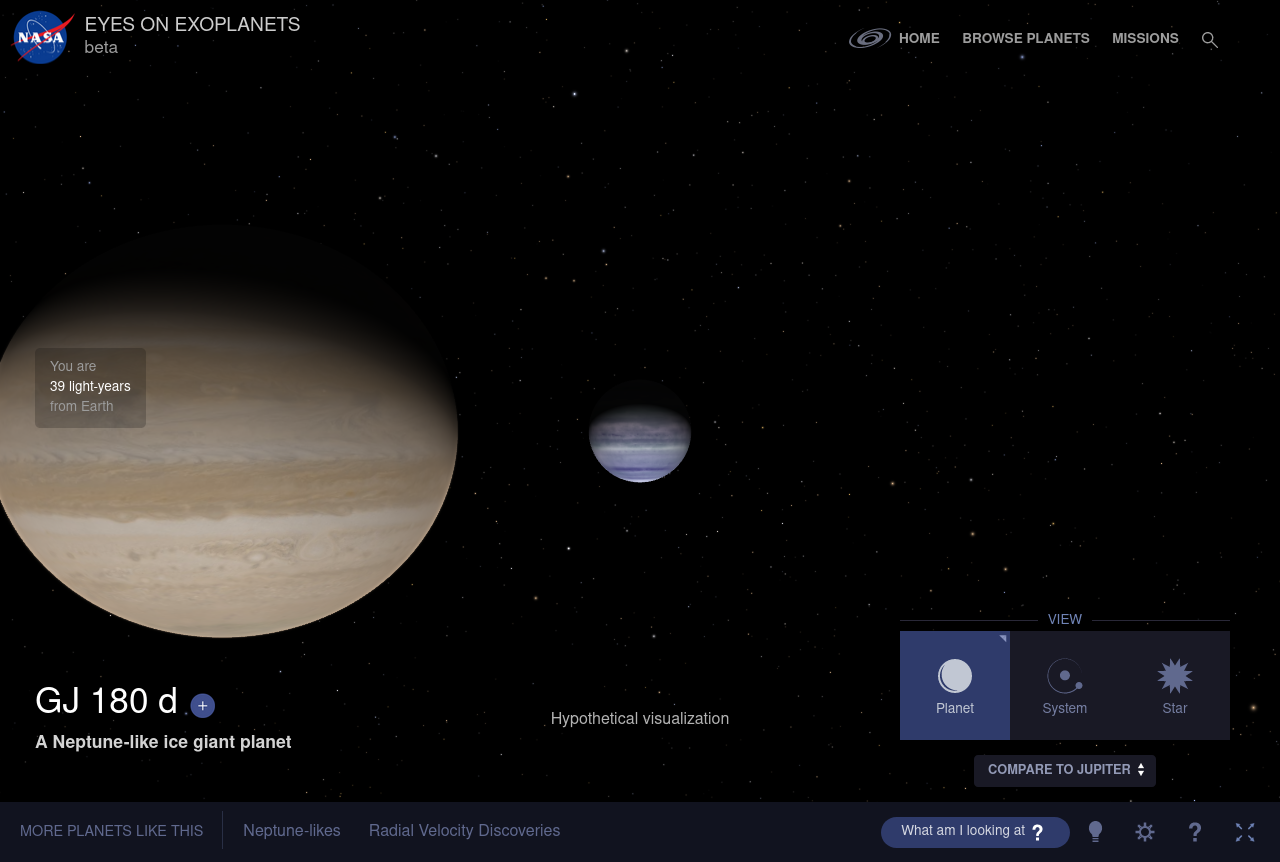 NASA
EYES ON EXOPLANETS
beta
HOME
BROWSE PLANETS
MISSIONS
You are
39 light-years
from Earth
GJ 180 d +
A Neptune-like ice giant planet
Hypothetical visualization
VIEW
Planet
System
Star
COMPARE TO JUPITER
MORE PLANETS LIKE THIS
Neptune-likes
Radial Velocity Discoveries
What am I looking at ?
?